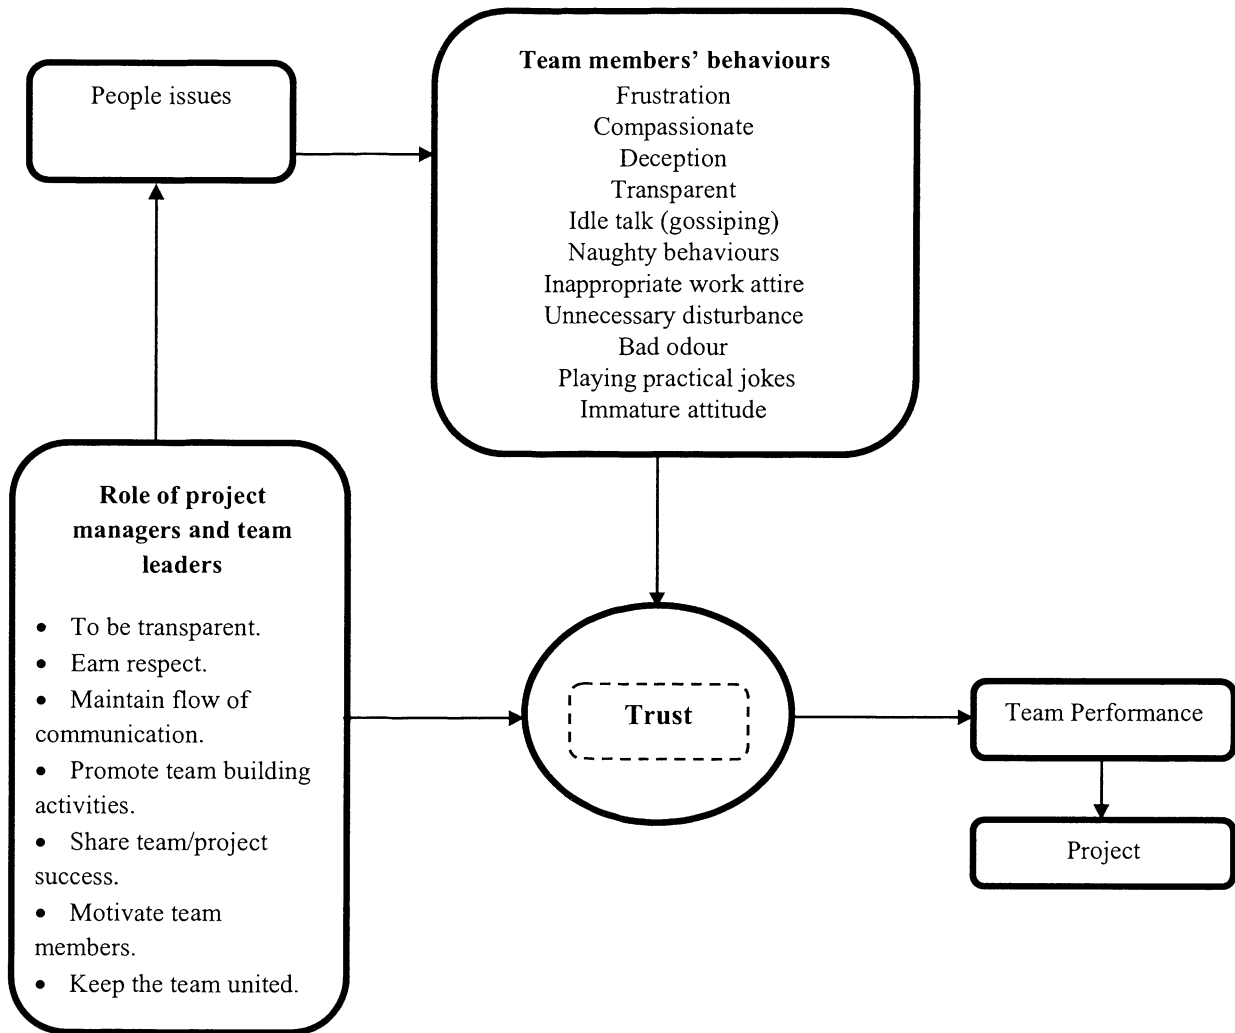 People issues
Team members’ behaviours
Frustration
Compassionate
Deception
Transparent
Idle talk (gossiping)
Naughty behaviours
Inappropriate work attire
Unnecessary disturbance
Bad odour
Playing practical jokes
Immature attitude
Role of project
managers and team
leaders
• To be transparent.
• Earn respect.
• Maintain flow of
communication.
• Promote team building
activities.
• Share team/project
success.
• Motivate team
members.
• Keep the team united.
Trust
Team Performance
Project